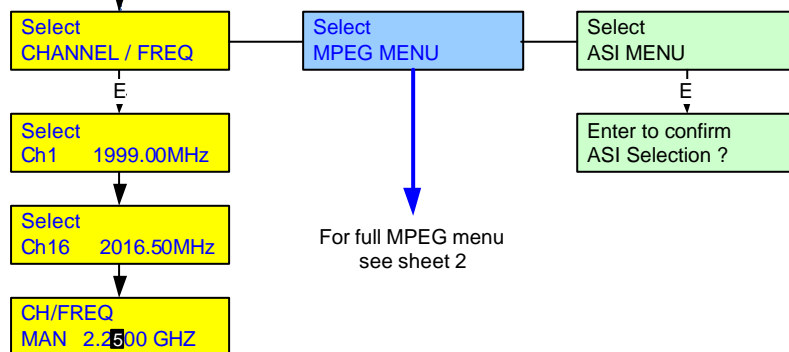 Select
CHANNEL / FREQ
Select
MPEG MENU
Select
ASI MENU
E
E
Select
Ch1 1999.00MHz
Enter to confirm
ASI Selection ?
Select
Ch16 2016.50MHz
For full MPEG menu
see sheet 2
CH/FREQ
MAN 2.2500 GHZ